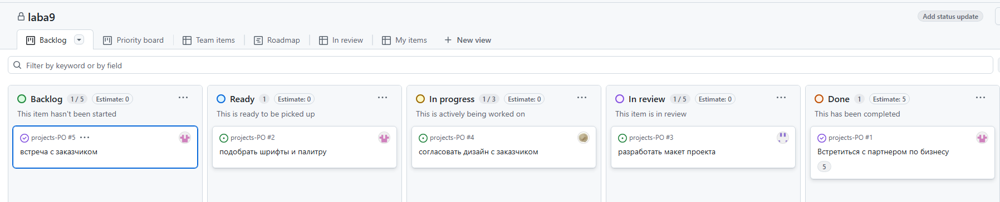 laba9
Add status update
Backlog
Priority board
Team items
Roadmap
In review
My items
New view
Filter by keyword or by field
Backlog 1 / 5 Estimate: 0
This item hasn't been started
projects-PO #5
встреча с заказчиком
Ready 1 Estimate: 0
This is ready to be picked up
projects-PO #2
подобрать шрифты и палитру
In progress 1 / 3 Estimate: 0
This is actively being worked on
projects-PO #4
согласовать дизайн с заказчиком
In review 1 / 5 Estimate: 0
This item is in review
projects-PO #3
разработать макет проекта
Done 1 Estimate: 5
This has been completed
projects-PO #1
Встретиться с партнером по бизнесу
5